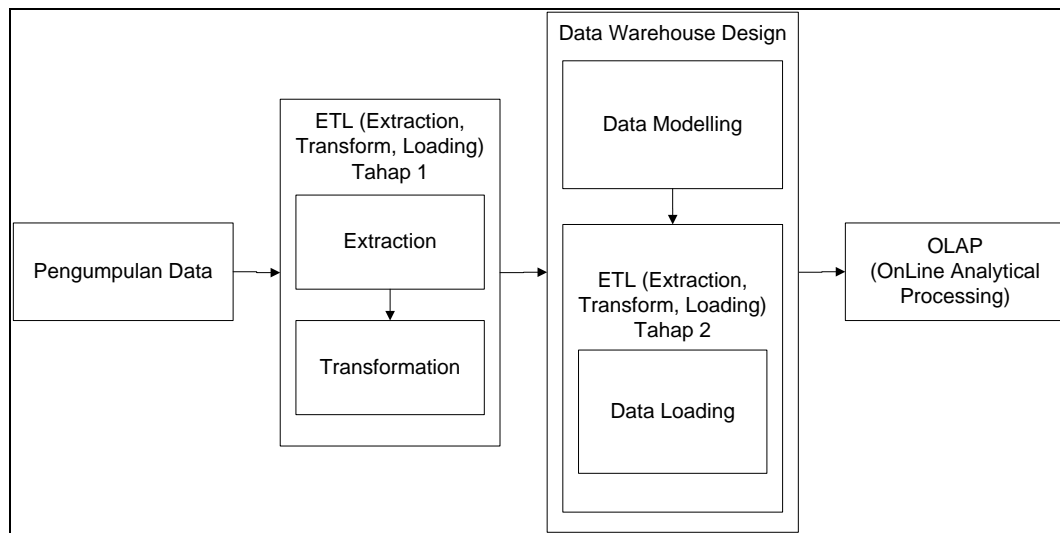 Pengumpulan Data
ETL (Extraction,
Transform, Loading)
Tahap 1
Extraction
Transformation
Data Warehouse Design
Data Modelling
ETL (Extraction,
Transform, Loading)
Tahap 2
Data Loading
OLAP
(OnLine Analytical
Processing)